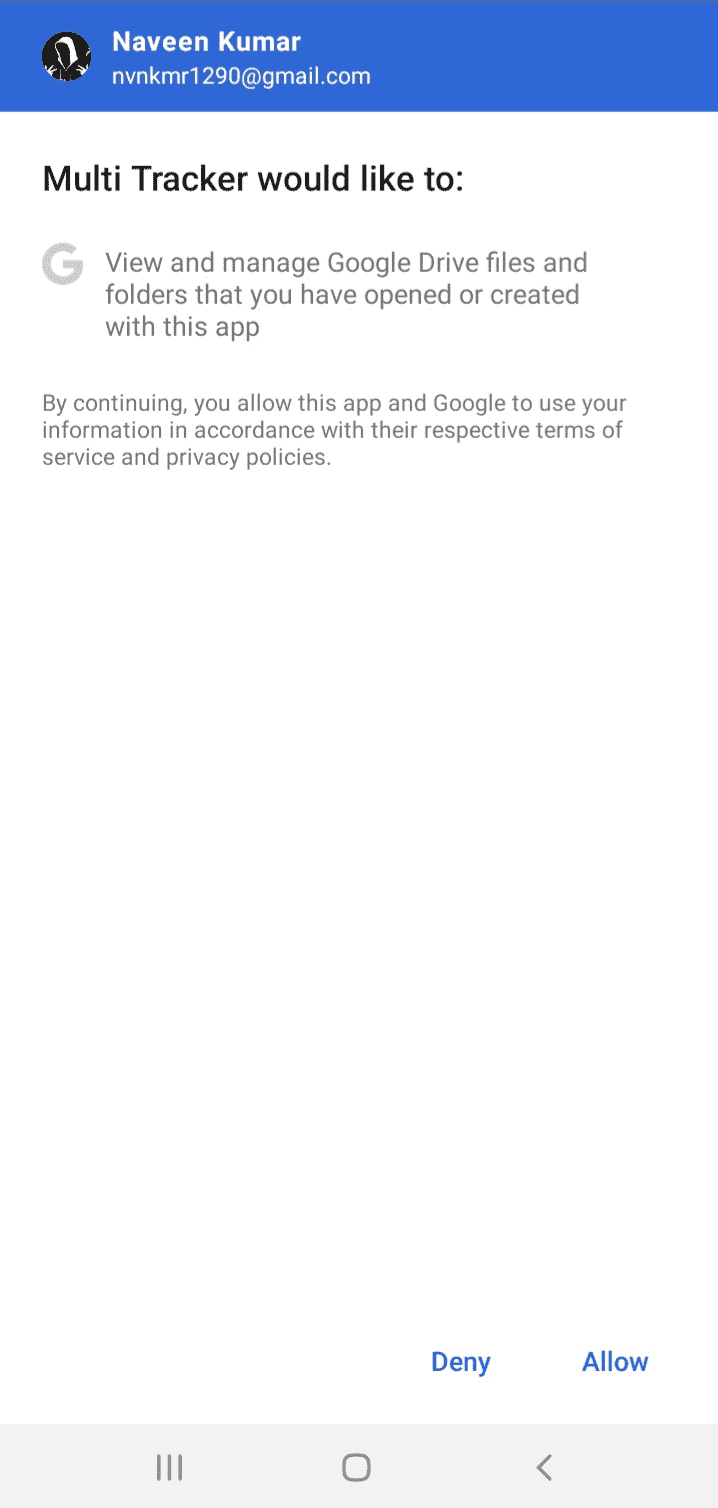 Naveen Kumar
nvnkmr1290@gmail.com
Multi Tracker would like to:
View and manage Google Drive files and
folders that you have opened or created
with this app
By continuing, you allow this app and Google to use your
information in accordance with their respective terms of
service and privacy policies.
Deny Allow